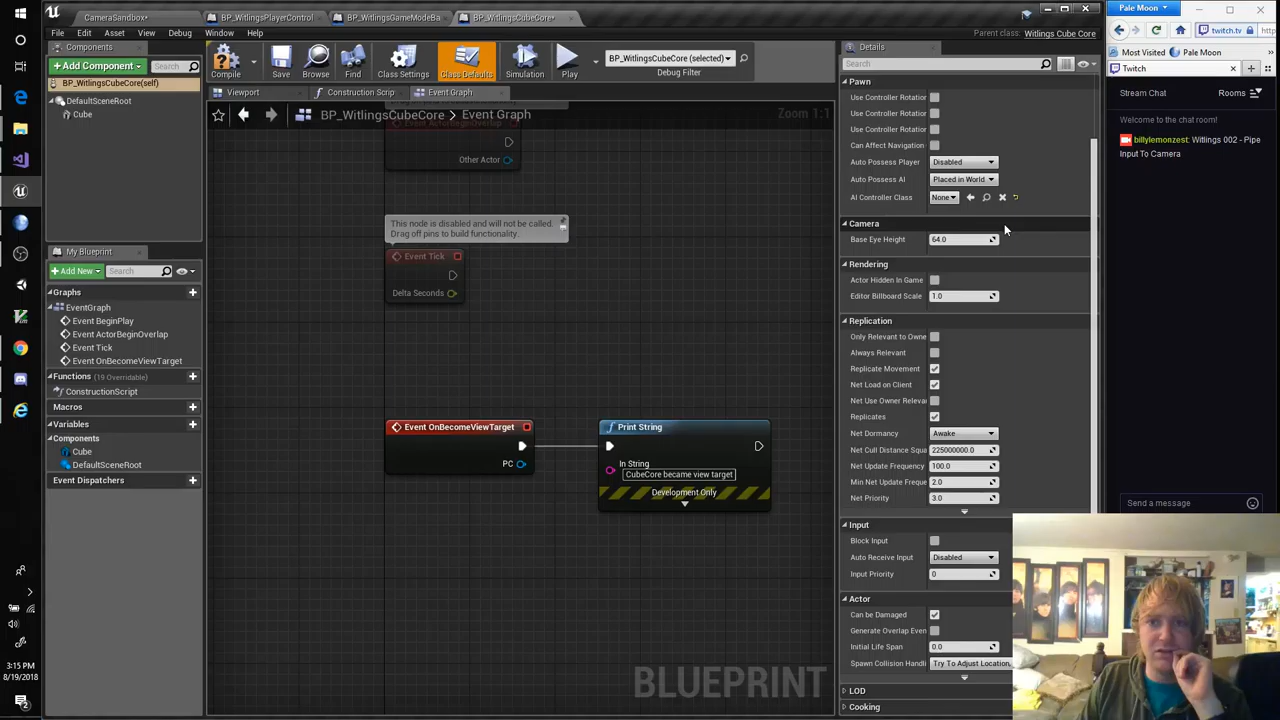 CameraSandbox*
BP_WitlingsPlayerControl
BP_WitlingsGameModeBa
BP_WitlingsCubeCore*
File Edit Asset View Debug Window Help
Parent class: Witlings Cube Core
Components
+ Add Component
Search
BP_WitlingsCubeCore(self)
DefaultSceneRoot
Cube
My Blueprint
+ Add New
Search
Graphs
EventGraph
Event BeginPlay
Event ActorBeginOverlap
Event Tick
Event OnBecomeViewTarget
Functions (19 Overridable)
ConstructionScript
Macros
Variables
Components
Cube
DefaultSceneRoot
Event Dispatchers
Compile
Save
Browse
Find
Class Settings
Class Defaults
Simulation
Play
BP_WitlingsCubeCore (selected)
Debug Filter
Viewport
Construction Scrip
Event Graph
BP_WitlingsCubeCore > Event Graph
Zoom 1:1
Event ActorBeginOverlap
Other Actor
This node is disabled and will not be called.
Drag off pins to build functionality.
Event Tick
Delta Seconds
Event OnBecomeViewTarget
PC
Print String
In String
CubeCore became view target
Development Only
BLUEPRINT
Details
Search
Pawn
Use Controller Rotation
Use Controller Rotation
Use Controller Rotation
Can Affect Navigation
Auto Possess Player Disabled
Auto Possess AI Placed in World
AI Controller Class None
Camera
Base Eye Height 64.0
Rendering
Actor Hidden In Game
Editor Billboard Scale 1.0
Replication
Only Relevant to Owne
Always Relevant
Replicate Movement
Net Load on Client
Net Use Owner Releva
Replicates
Net Dormancy Awake
Net Cull Distance Squa 225000000.0
Net Update Frequency 100.0
Min Net Update Freque 2.0
Net Priority 3.0
Input
Block Input
Auto Receive Input Disabled
Input Priority 0
Actor
Can be Damaged
Generate Overlap Even
Initial Life Span 0.0
Spawn Collision Handli Try To Adjust Location,
LOD
Cooking
Pale Moon
twitch.tv
Most Visited
Pale Moon
Twitch
Stream Chat
Rooms
Welcome to the chat room!
billylemonzest: Witlings 002 - Pipe
Input To Camera
Send a message
3:15 PM
8/19/2018
2